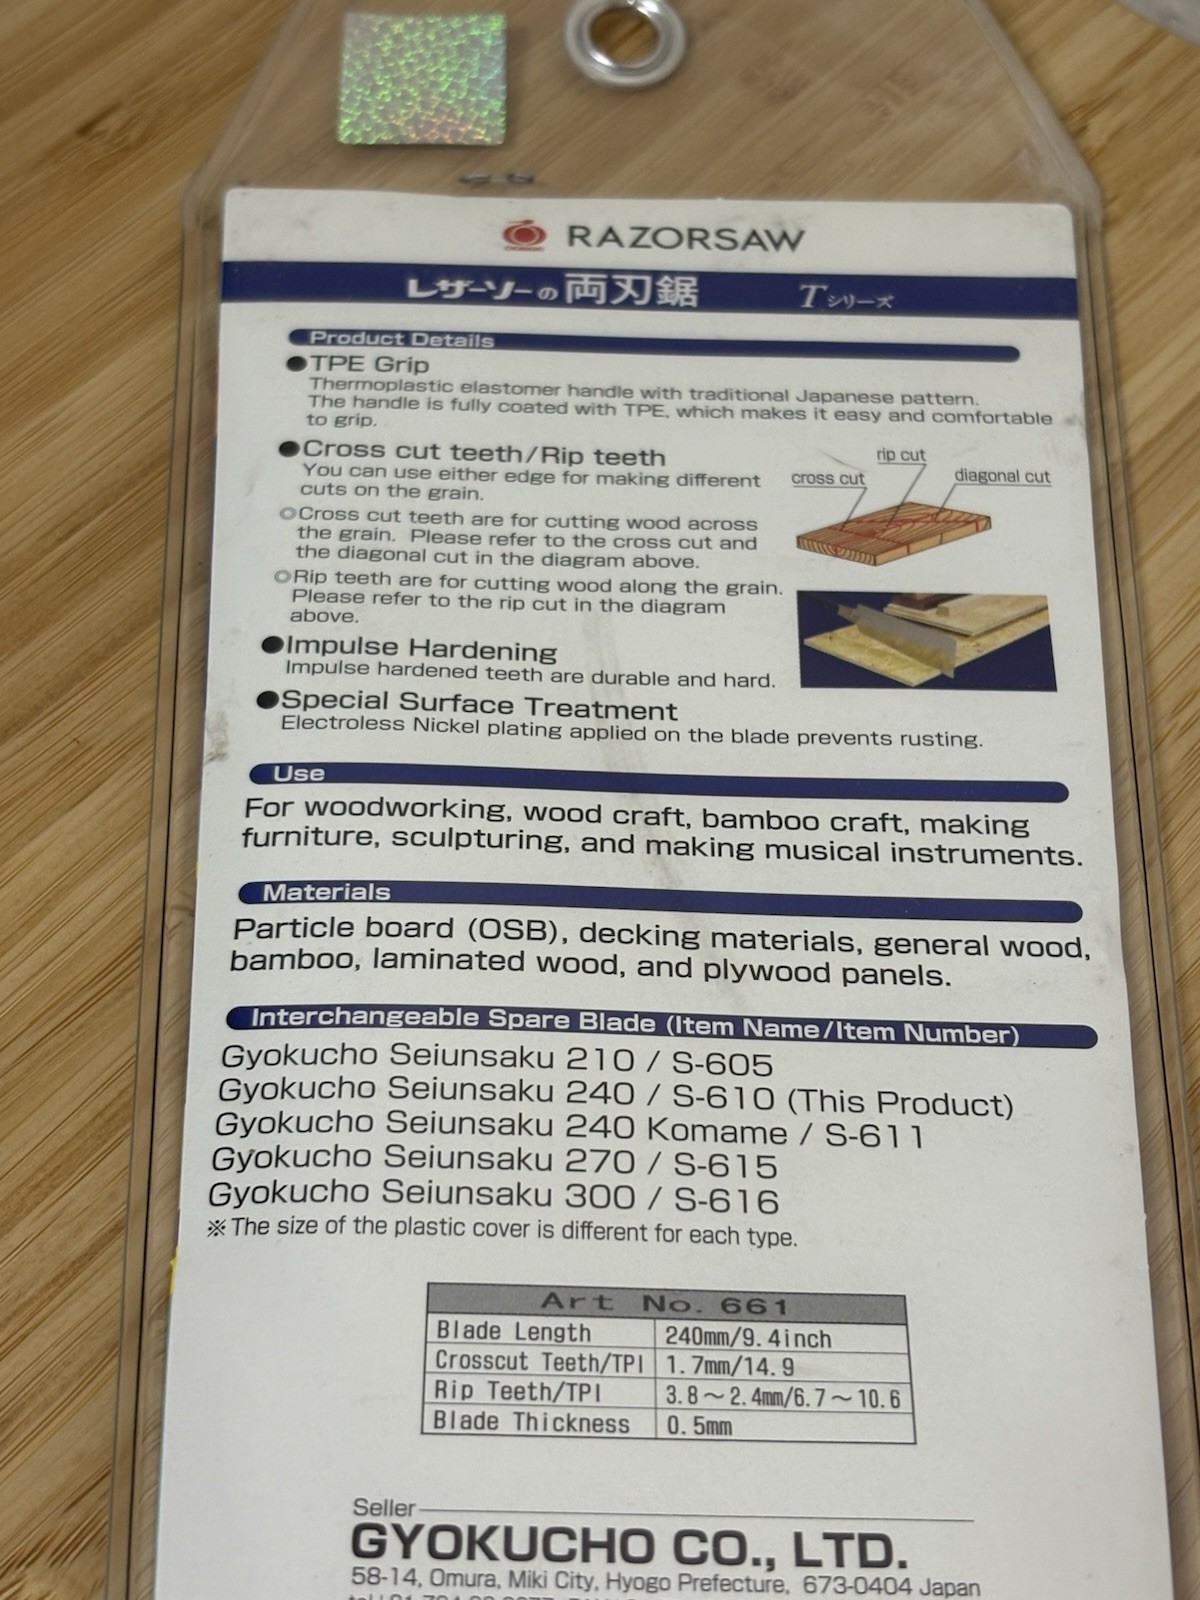 RAZORSAW
レザーソーの両刃鋸 Tシリーズ
Product Details
●TPE Grip
Thermoplastic elastomer handle with traditional Japanese pattern.
The handle is fully coated with TPE, which makes it easy and comfortable
to grip.
●Cross cut teeth/Rip teeth
You can use either edge for making different
cuts on the grain.
◎Cross cut teeth are for cutting wood across
the grain. Please refer to the cross cut and
the diagonal cut in the diagram above.
◎Rip teeth are for cutting wood along the grain.
Please refer to the rip cut in the diagram
above.
rip cut
cross cut
diagonal cut
●Impulse Hardening
Impulse hardened teeth are durable and hard.
●Special Surface Treatment
Electroless Nickel plating applied on the blade prevents rusting.
Use
For woodworking, wood craft, bamboo craft, making
furniture, sculpturing, and making musical instruments.
Materials
Particle board (OSB), decking materials, general wood,
bamboo, laminated wood, and plywood panels.
Interchangeable Spare Blade (Item Name/Item Number)
Gyokucho Seiunsaku 210 / S-605
Gyokucho Seiunsaku 240 / S-610 (This Product)
Gyokucho Seiunsaku 240 Komame / S-611
Gyokucho Seiunsaku 270 / S-615
Gyokucho Seiunsaku 300 / S-616
※The size of the plastic cover is different for each type.
Art No. 661
Blade Length 240mm/9.4inch
Crosscut Teeth/TPI 1.7mm/14.9
Rip Teeth/TPI 3.8～2.4mm/6.7～10.6
Blade Thickness 0.5mm
Seller
GYOKUCHO CO., LTD.
58-14, Omura, Miki City, Hyogo Prefecture, 673-0404 Japan